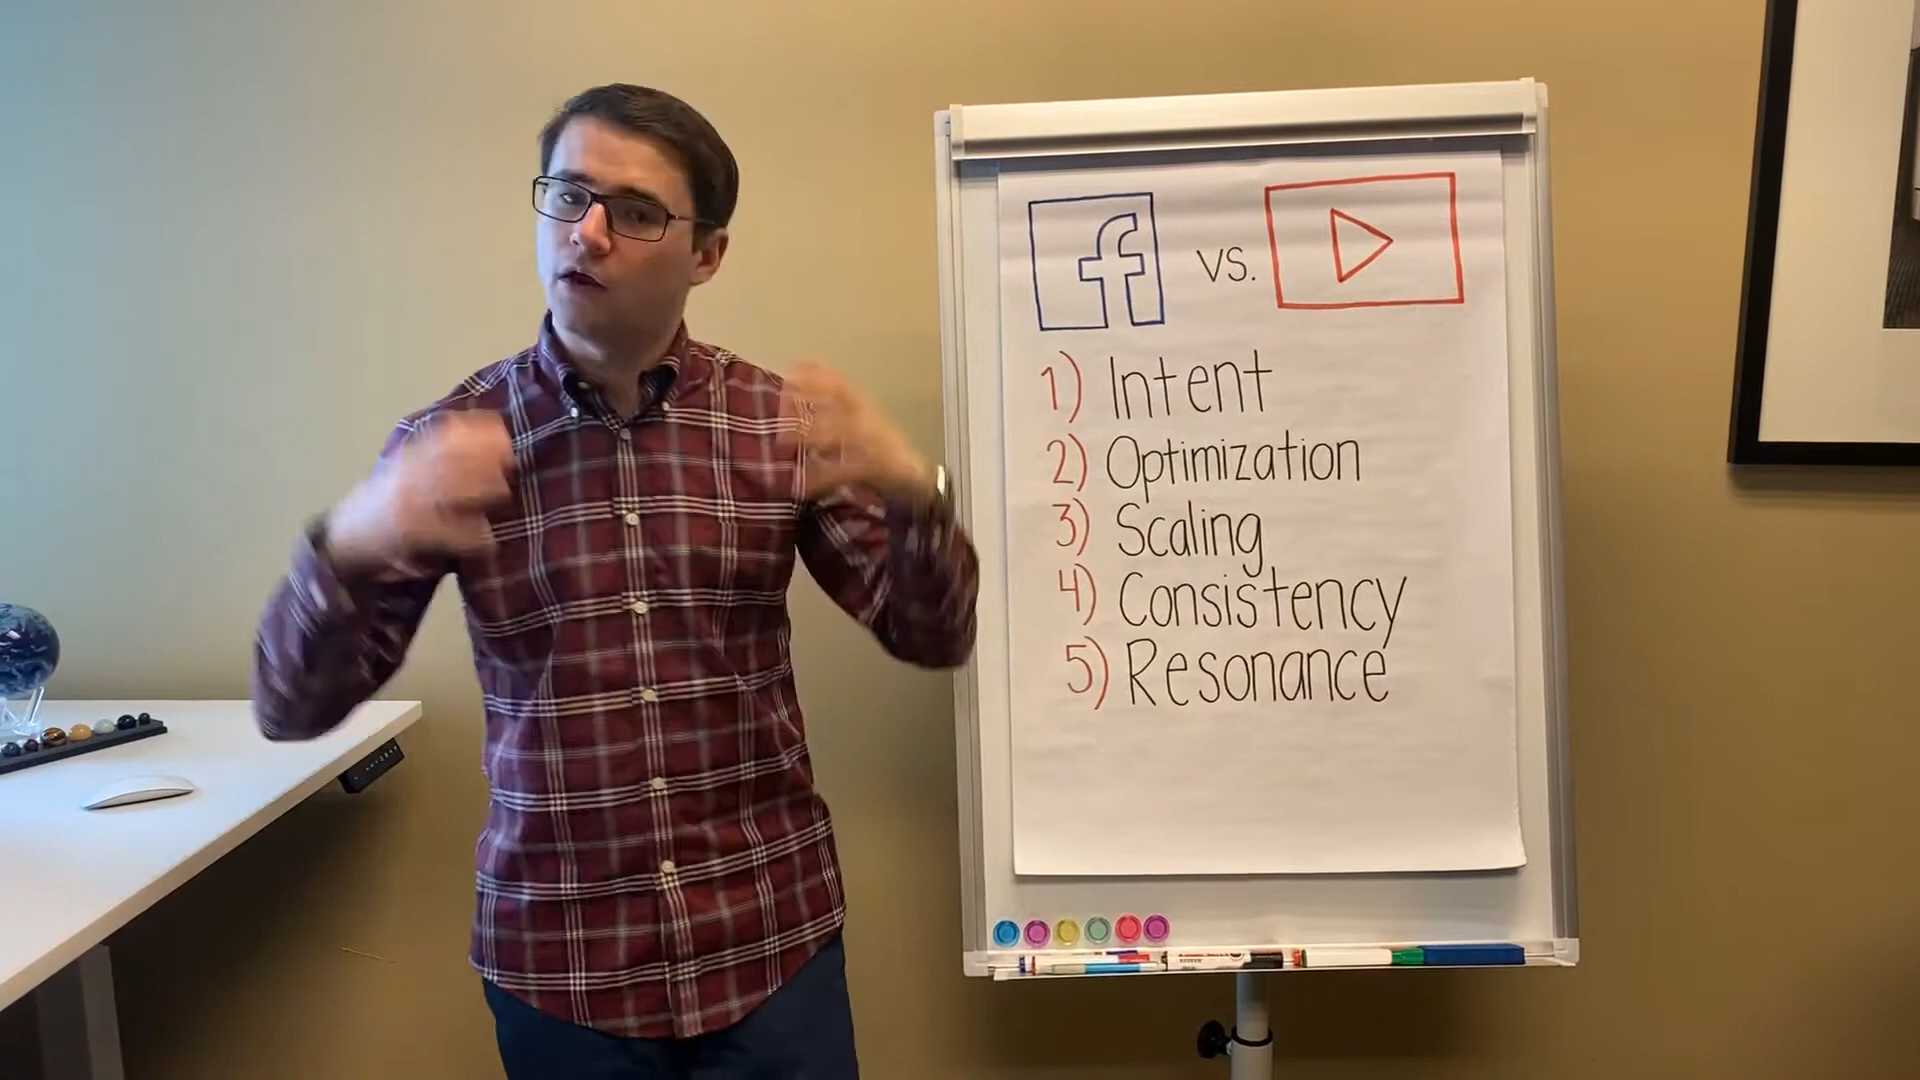 f vs.
1) Intent
2) Optimization
3) Scaling
4) Consistency
5) Resonance